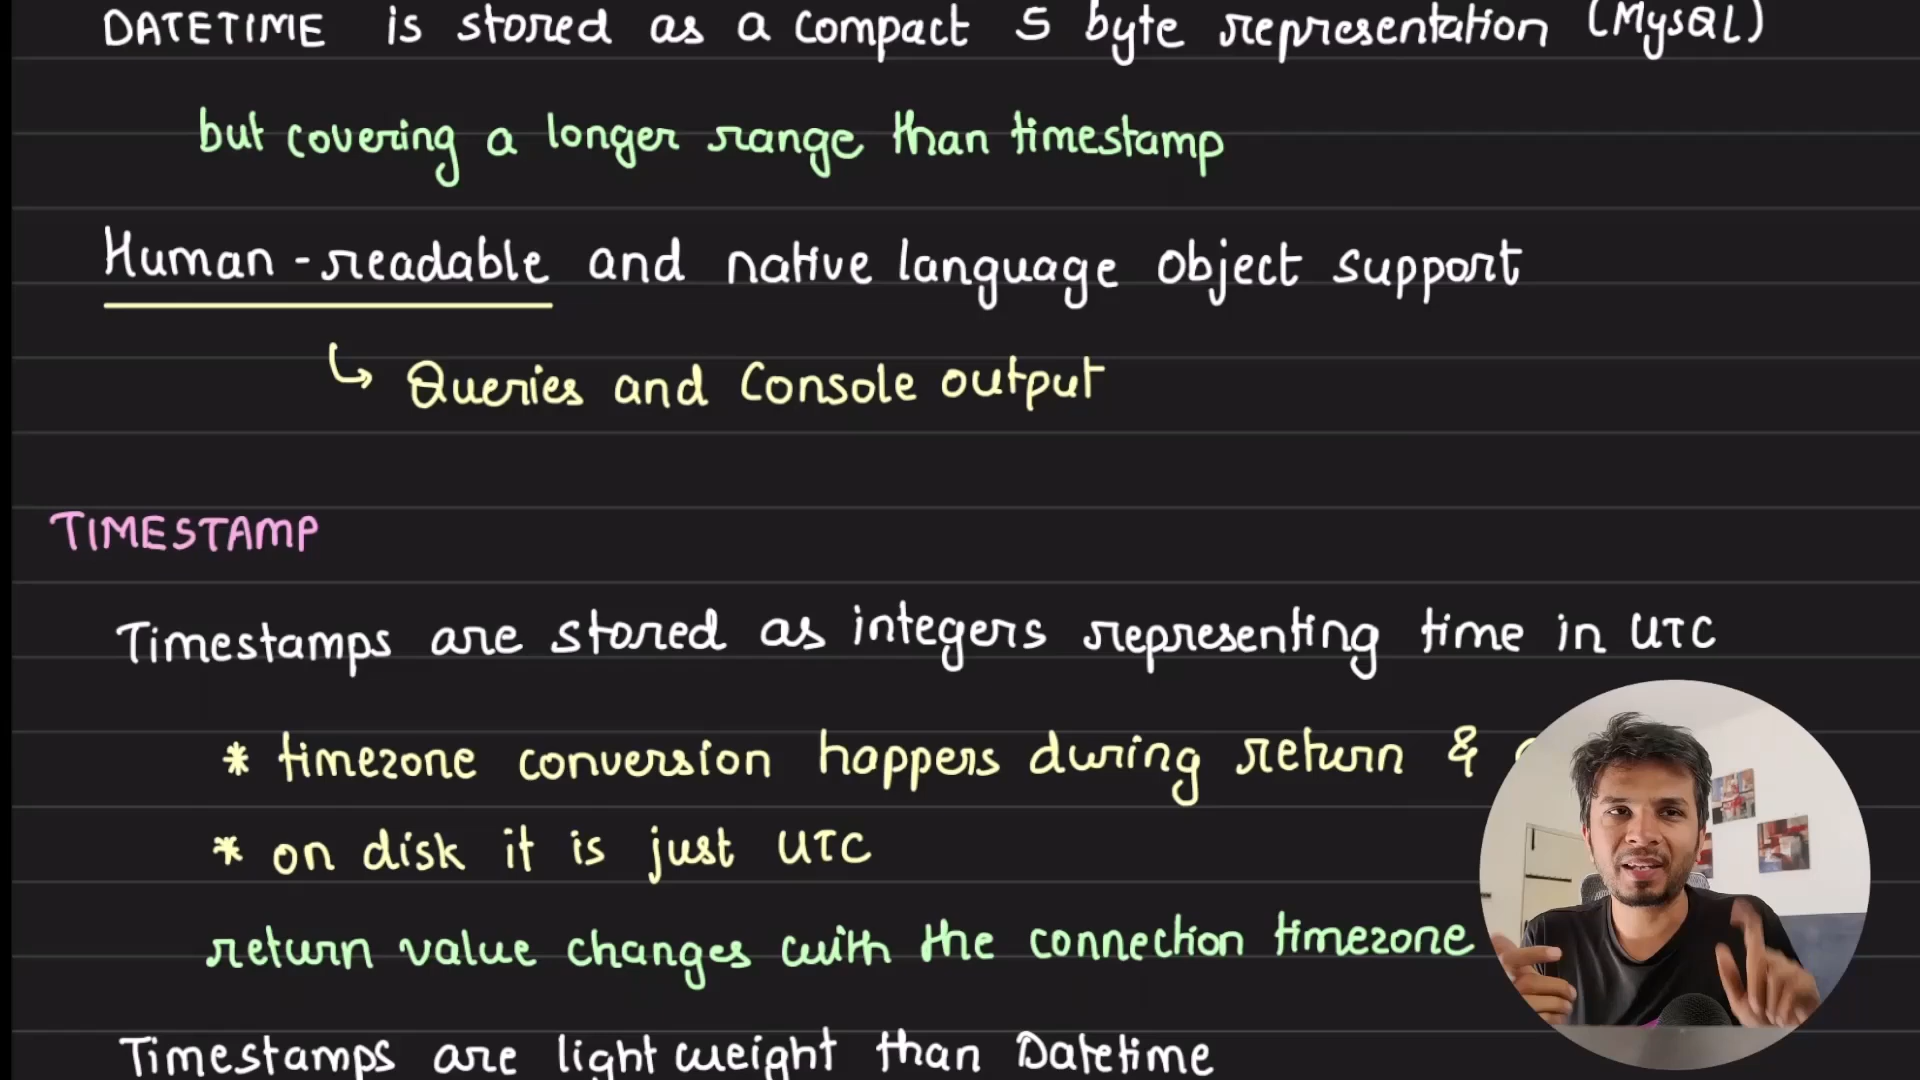 DATETIME is stored as a compact 5 byte representation (MySQL)
but covering a longer range than timestamp
Human-readable and native language object support
↳ Queries and Console output
TIMESTAMP
Timestamps are stored as integers representing time in UTC
* timezone conversion happens during return &
* on disk it is just UTC
return value changes with the connection timezone
Timestamps are light weight than Datetime